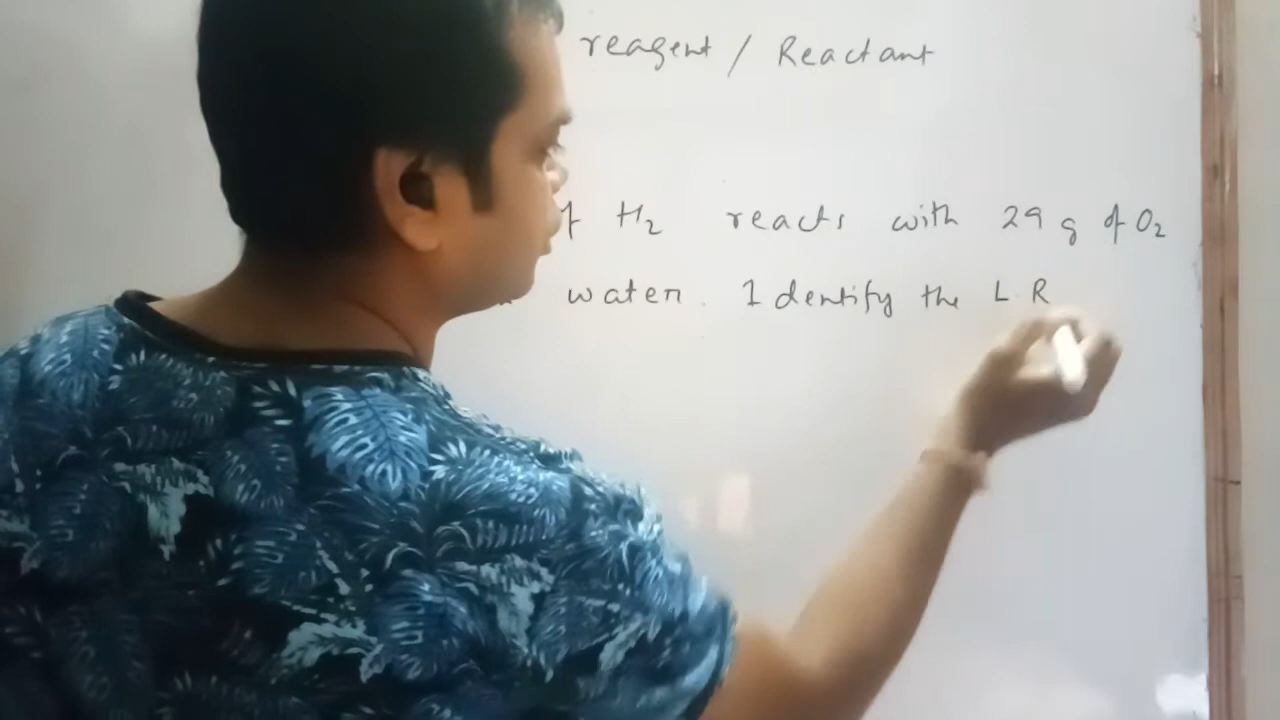 reagent / Reactant
H₂ reacts with 29 g of O₂
water. Identify the L.R